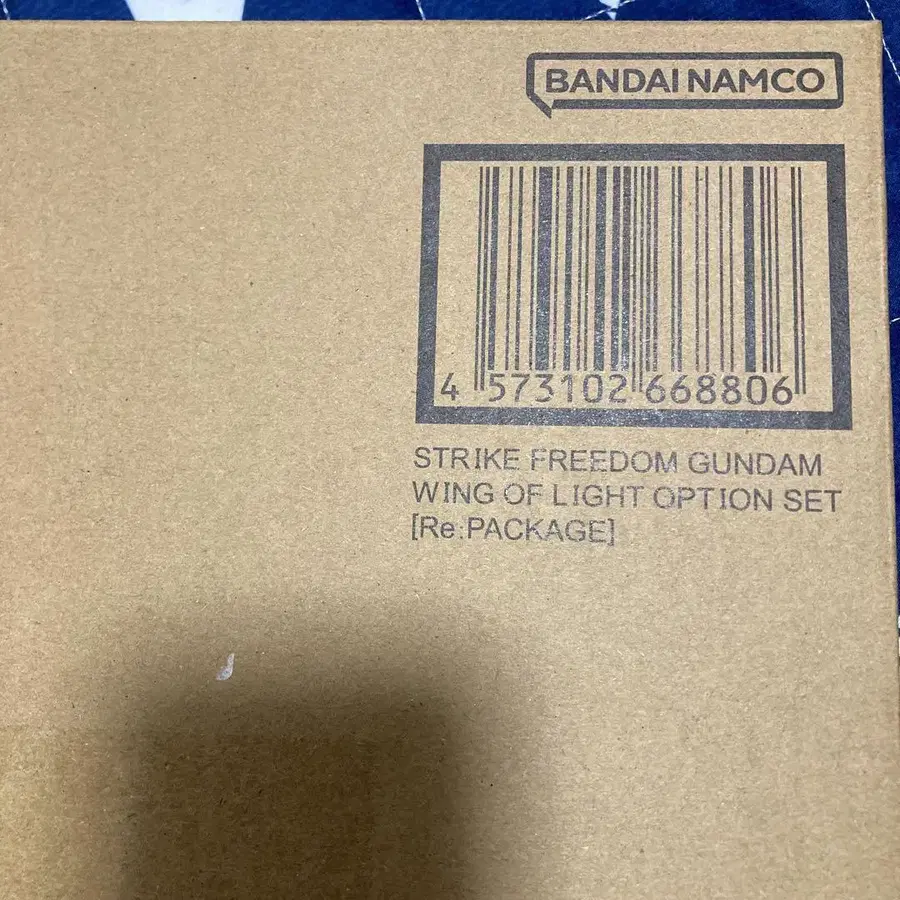 BANDAI NAMCO
4 573102 668806
STRIKE FREEDOM GUNDAM
WING OF LIGHT OPTION SET
[Re:PACKAGE]